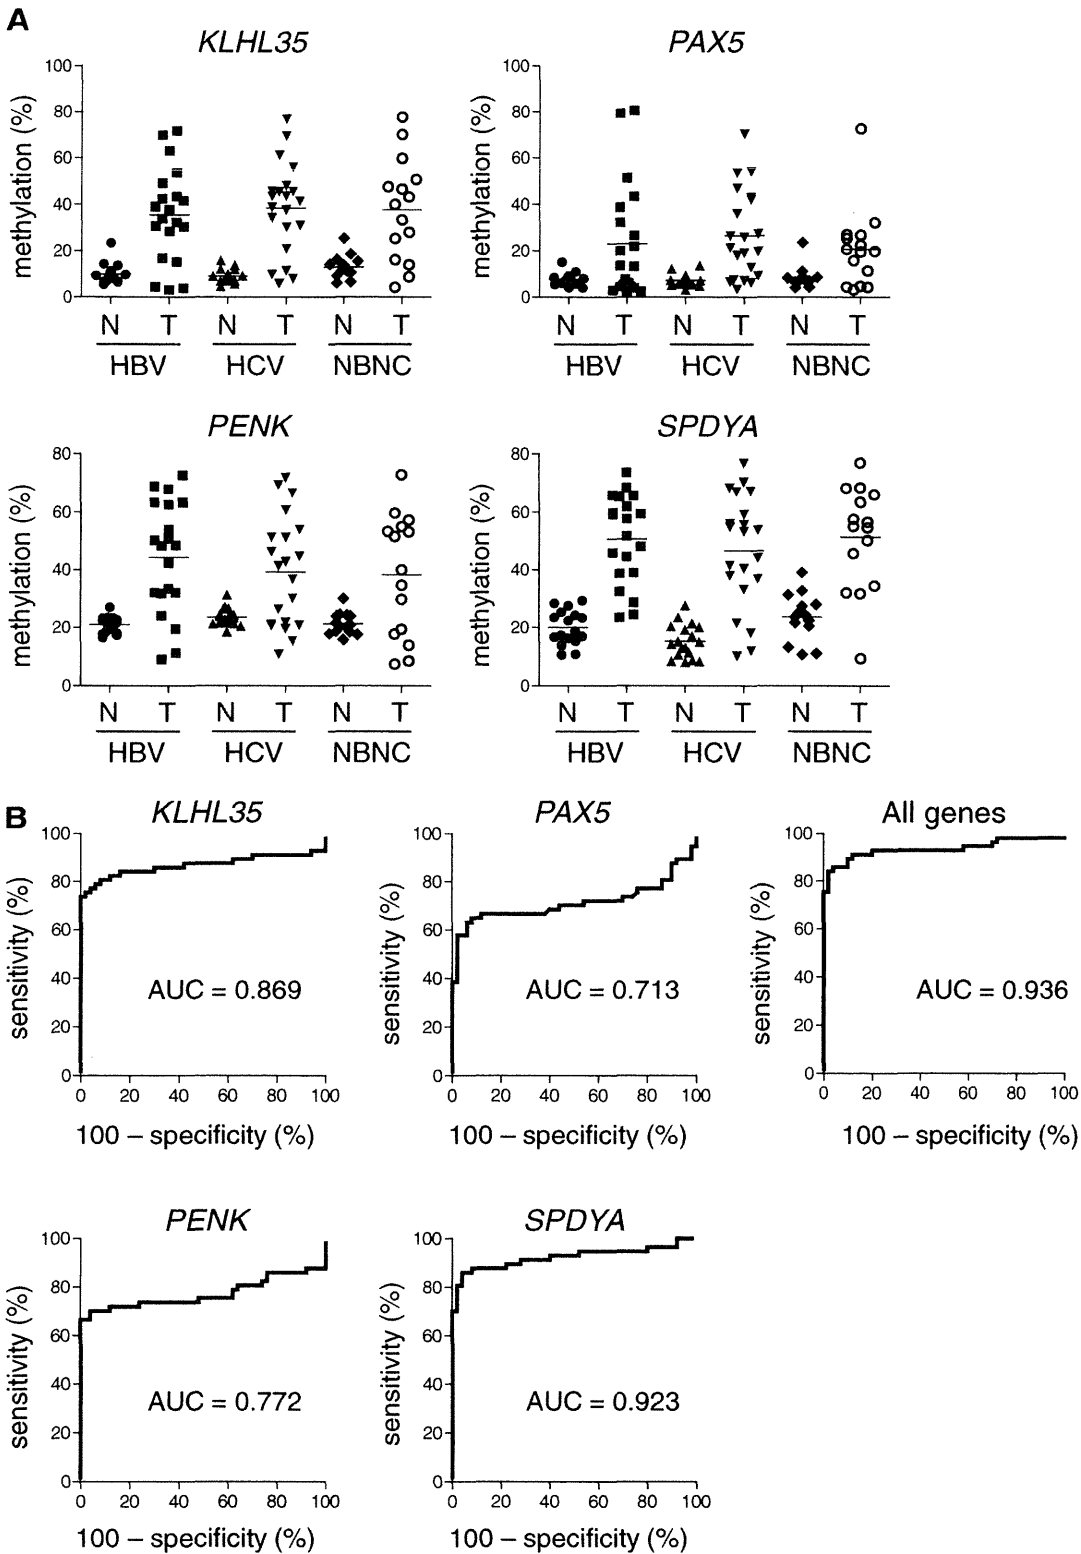 A
KLHL35
PAX5
100
80
60
40
20
0
methylation (%)
N T N T N T
HBV HCV NBNC
100
80
60
40
20
0
methylation (%)
N T N T N T
HBV HCV NBNC
PENK
SPDYA
80
60
40
20
0
methylation (%)
N T N T N T
HBV HCV NBNC
80
60
40
20
0
methylation (%)
N T N T N T
HBV HCV NBNC
B
KLHL35
100
80
60
40
20
0
sensitivity (%)
AUC = 0.869
0 20 40 60 80 100
100 – specificity (%)
PAX5
100
80
60
40
20
0
sensitivity (%)
AUC = 0.713
0 20 40 60 80 100
100 – specificity (%)
All genes
100
80
60
40
20
0
sensitivity (%)
AUC = 0.936
0 20 40 60 80 100
100 – specificity (%)
PENK
100
80
60
40
20
0
sensitivity (%)
AUC = 0.772
0 20 40 60 80 100
100 – specificity (%)
SPDYA
100
80
60
40
20
0
sensitivity (%)
AUC = 0.923
0 20 40 60 80 100
100 – specificity (%)